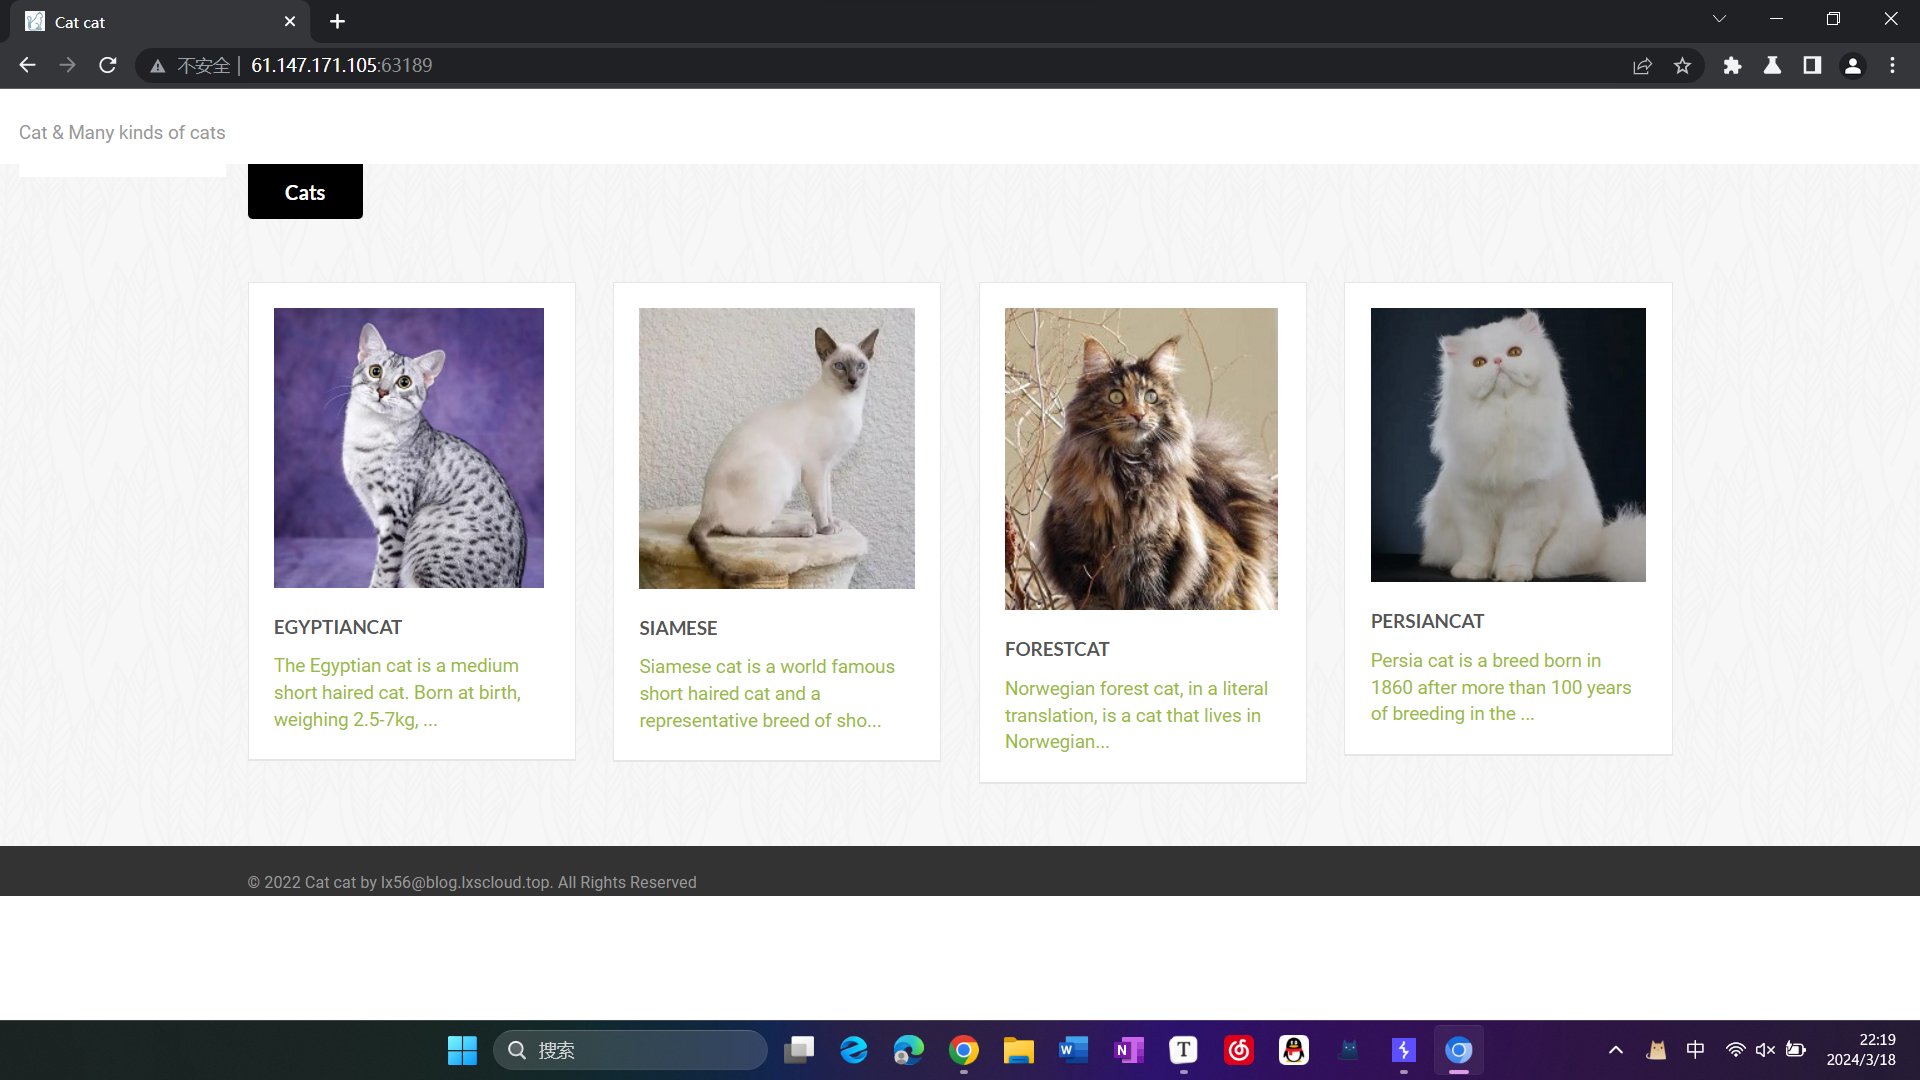 Cat cat
不安全 | 61.147.171.105:63189
Cat & Many kinds of cats
Cats
EGYPTIANCAT
The Egyptian cat is a medium
short haired cat. Born at birth,
weighing 2.5-7kg, ...
SIAMESE
Siamese cat is a world famous
short haired cat and a
representative breed of sho...
FORESTCAT
Norwegian forest cat, in a literal
translation, is a cat that lives in
Norwegian...
PERSIANCAT
Persia cat is a breed born in
1860 after more than 100 years
of breeding in the ...
© 2022 Cat cat by lx56@blog.lxscloud.top. All Rights Reserved
搜索
中
22:19
2024/3/18